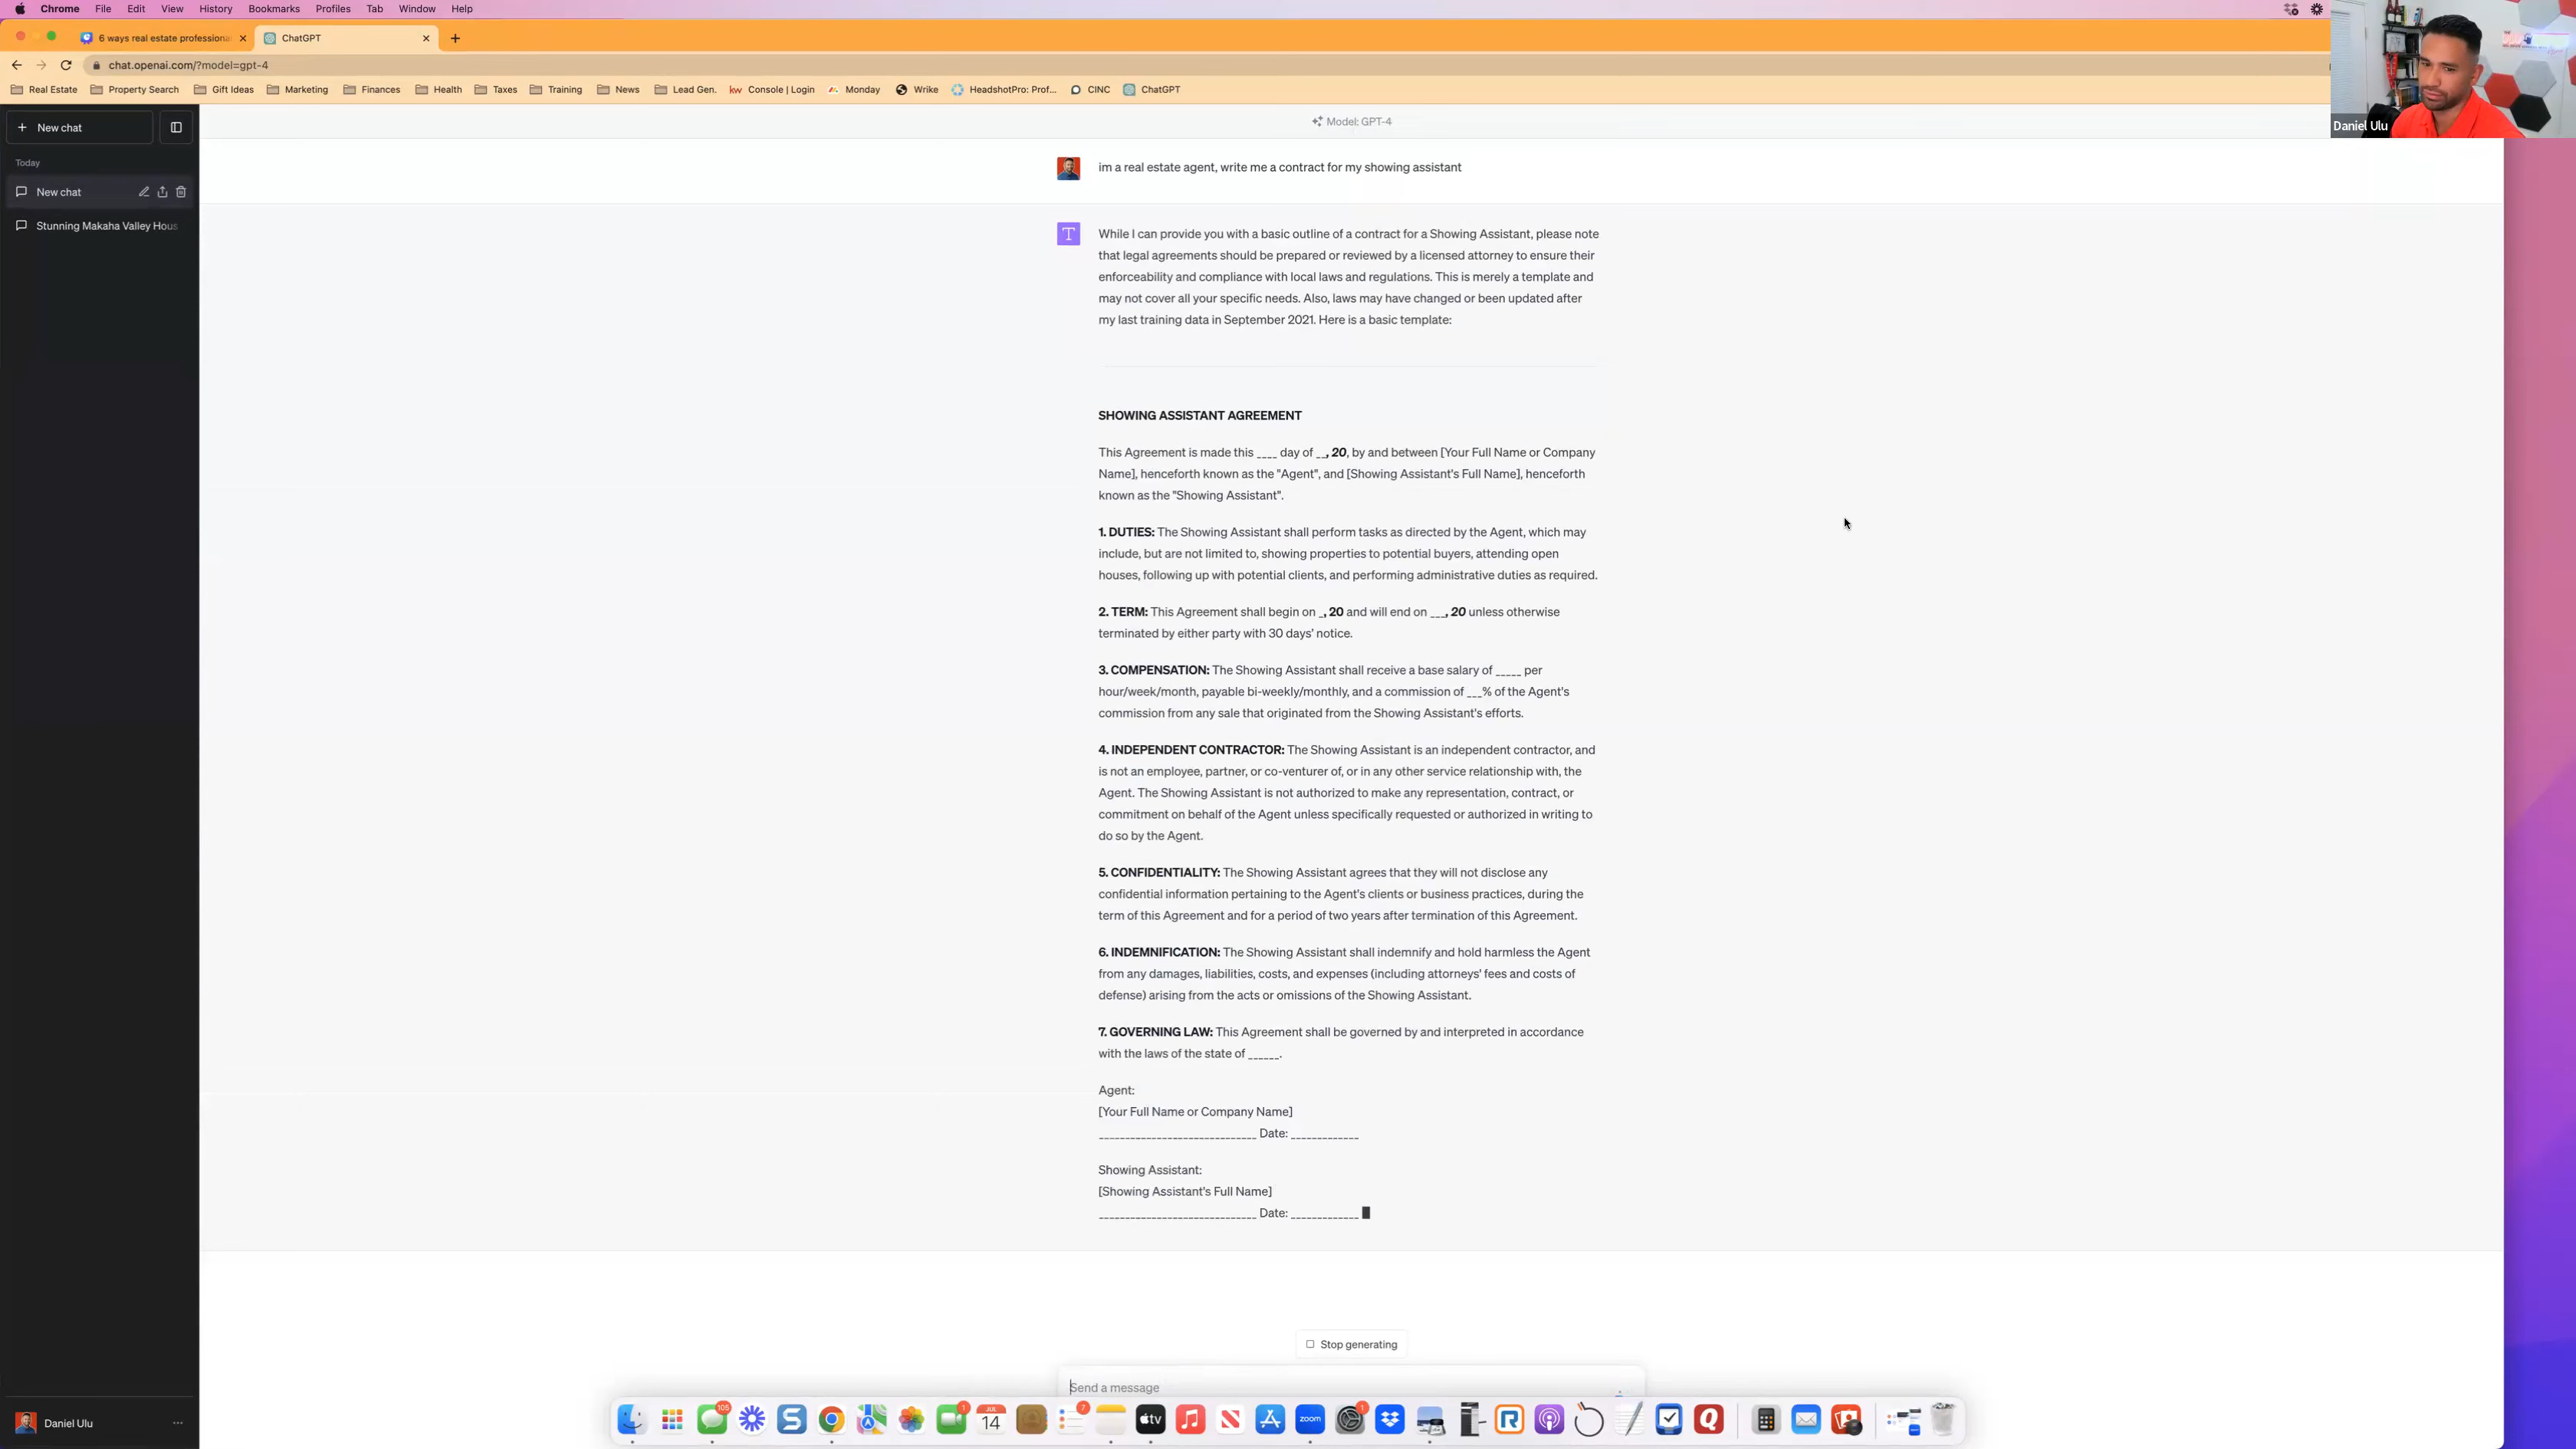 Chrome File Edit View History Bookmarks Profiles Tab Window Help
6 ways real estate professiona
ChatGPT
chat.openai.com/?model=gpt-4
Real Estate Property Search Gift Ideas Marketing Finances Health Taxes Training News Lead Gen. kw Console | Login Monday Wrike HeadshotPro: Prof... CINC ChatGPT
Daniel Ulu
New chat
Model: GPT-4
Today
New chat
Stunning Makaha Valley Hous
im a real estate agent, write me a contract for my showing assistant
T
While I can provide you with a basic outline of a contract for a Showing Assistant, please note
that legal agreements should be prepared or reviewed by a licensed attorney to ensure their
enforceability and compliance with local laws and regulations. This is merely a template and
may not cover all your specific needs. Also, laws may have changed or been updated after
my last training data in September 2021. Here is a basic template:
SHOWING ASSISTANT AGREEMENT
This Agreement is made this ____ day of __, 20, by and between [Your Full Name or Company
Name], henceforth known as the "Agent", and [Showing Assistant's Full Name], henceforth
known as the "Showing Assistant".
1. DUTIES: The Showing Assistant shall perform tasks as directed by the Agent, which may
include, but are not limited to, showing properties to potential buyers, attending open
houses, following up with potential clients, and performing administrative duties as required.
2. TERM: This Agreement shall begin on _, 20 and will end on ___, 20 unless otherwise
terminated by either party with 30 days' notice.
3. COMPENSATION: The Showing Assistant shall receive a base salary of _____ per
hour/week/month, payable bi-weekly/monthly, and a commission of ___% of the Agent's
commission from any sale that originated from the Showing Assistant's efforts.
4. INDEPENDENT CONTRACTOR: The Showing Assistant is an independent contractor, and
is not an employee, partner, or co-venturer of, or in any other service relationship with, the
Agent. The Showing Assistant is not authorized to make any representation, contract, or
commitment on behalf of the Agent unless specifically requested or authorized in writing to
do so by the Agent.
5. CONFIDENTIALITY: The Showing Assistant agrees that they will not disclose any
confidential information pertaining to the Agent's clients or business practices, during the
term of this Agreement and for a period of two years after termination of this Agreement.
6. INDEMNIFICATION: The Showing Assistant shall indemnify and hold harmless the Agent
from any damages, liabilities, costs, and expenses (including attorneys' fees and costs of
defense) arising from the acts or omissions of the Showing Assistant.
7. GOVERNING LAW: This Agreement shall be governed by and interpreted in accordance
with the laws of the state of ______.
Agent:
[Your Full Name or Company Name]
______________________________ Date: _____________
Showing Assistant:
[Showing Assistant's Full Name]
______________________________ Date: _____________
Stop generating
Send a message
Daniel Ulu
105
1
JUL
14
7
tv
zoom
1